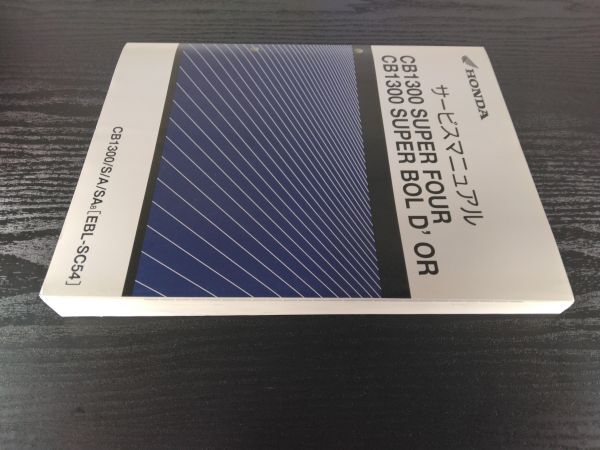 HONDA
サービスマニュアル
CB1300 SUPER FOUR
CB1300 SUPER BOL D'OR
CB1300/S/A/SA8[EBL-SC54]